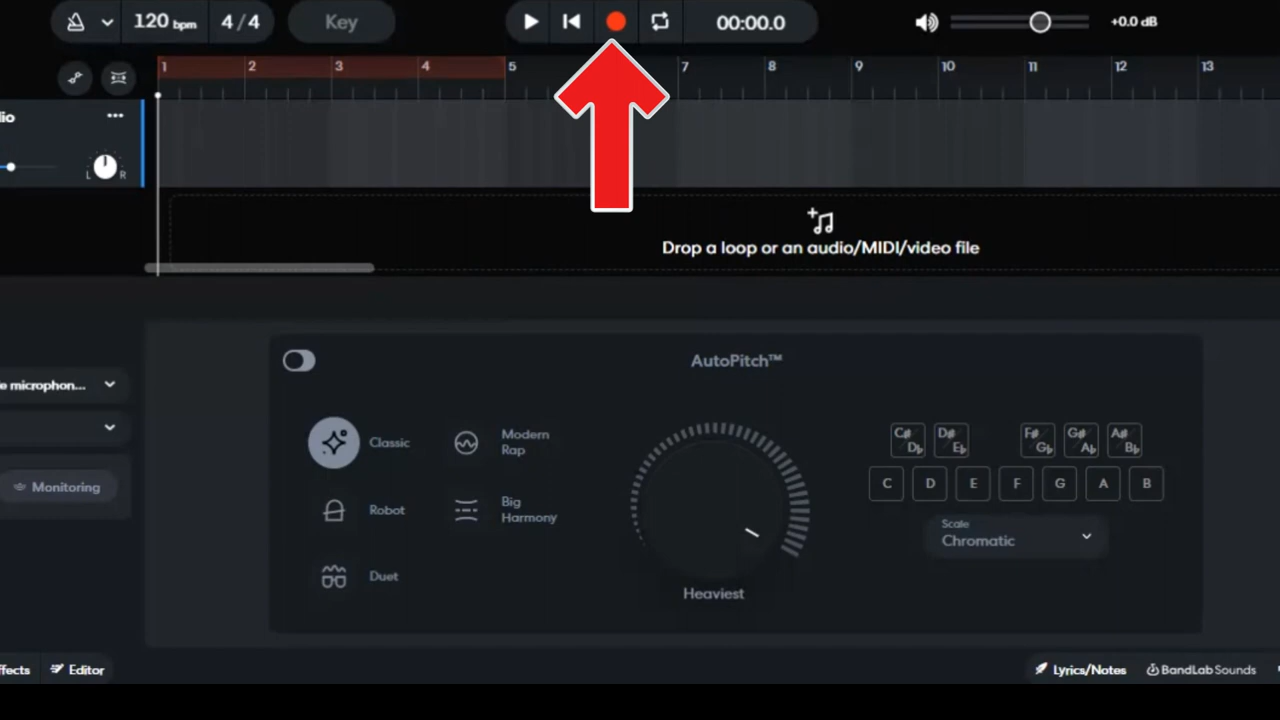 120 bpm
4/4
Key
00:00.0
+0.0 dB
1 2 3 4 5 7 8 9 10 11 12 13
dio
L R
Drop a loop or an audio/MIDI/video file
AutoPitch™
e microphon...
Classic
Modern
Rap
C# Db
D# Eb
F# Gb
G# Ab
A# Bb
C D E F G A B
Monitoring
Robot
Big
Harmony
Scale
Chromatic
Duet
Heaviest
ffects
Editor
Lyrics/Notes
BandLab Sounds